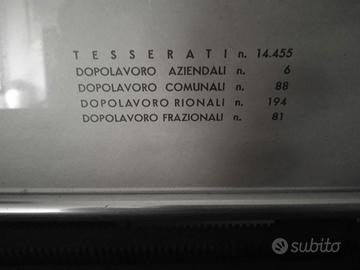 TESSERATI n. 14.455
DOPOLAVORO AZIENDALI n. 6
DOPOLAVORO COMUNALI n. 88
DOPOLAVORO RIONALI n. 194
DOPOLAVORO FRAZIONALI n. 81
subito